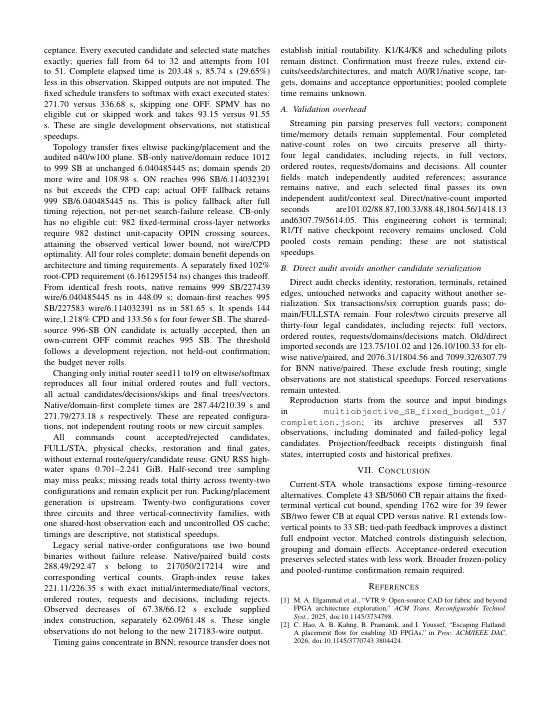 ceptance. Every executed candidate and selected state matches
exactly; queries fall from 64 to 32 and attempts from 101
to 51. Complete elapsed time is 203.48 s, 85.74 s (29.65%)
less in this observation. Skipped outputs are not imputed. The
fixed schedule transfers to softmax with exact executed states:
271.70 versus 336.68 s, skipping one OFF. SPMV has no
eligible cut or skipped work and takes 93.15 versus 91.55
s. These are single development observations, not statistical
speedups.
Topology transfer fixes eltwise packing/placement and the
audited n40/w100 plane. SB-only native/domain reduce 1012
to 999 SB at unchanged 6.040485445 ns; domain spends 20
more wire and 108.98 s. ON reaches 996 SB/6.114032391
ns but exceeds the CPD cap; actual OFF fallback retains
999 SB/6.040485445 ns. This is policy fallback after full
timing rejection, not per-net search-failure rescue. CB-only
has no eligible cut: 982 fixed-terminal cross-layer networks
require 982 distinct unit-capacity OPIN crossing sources,
attaining the observed vertical lower bound, not wire/CPD
optimality. All four roles complete; domain benefit depends on
architecture and timing requirements. A separately fixed 102%
root-CPD requirement (6.161295154 ns) changes this tradeoff.
From identical fresh roots, native remains 999 SB/227439
wire/6.040485445 ns in 448.09 s; domain-first reaches 995
SB/227583 wire/6.114032391 ns in 581.65 s. It spends 144
wire,1.218% CPD and 133.56 s for four fewer SB. The shared-
source 996-SB ON candidate is actually accepted, then an
own-current OFF commit reaches 995 SB. The threshold
follows a development rejection, not held-out confirmation;
the budget never rolls.
Changing only initial router seed11 to19 on eltwise/softmax
reproduces all four initial ordered routes and full vectors,
all actual candidates/decisions/skips and final trees/vectors.
Native/domain-first complete times are 287.44/210.39 s and
271.79/273.18 s respectively. These are repeated configura-
tions, not independent routing roots or new circuit samples.
All commands count accepted/rejected candidates,
FULL/STA, physical checks, restoration and final gates,
without external route/query/candidate reuse. GNU RSS high-
water spans 0.701–2.241 GiB. Half-second tree sampling
may miss peaks; missing reads total thirty across twenty-two
configurations and remain explicit per run. Packing/placement
generation is upstream. Twenty-two configurations cover
three circuits and three vertical-connectivity families, with
one shared-host observation each and uncontrolled OS cache;
timings are descriptive, not statistical speedups.
Legacy serial native-order configurations use two bound
binaries without failure release. Native/paired build costs
288.49/292.47 s belong to 217050/217214 wire and
corresponding vertical counts. Graph-index reuse takes
221.11/226.35 s with exact initial/intermediate/final vectors,
ordered routes, requests and decisions, including rejects.
Observed decreases of 67.38/66.12 s exclude supplied
index construction, separately 62.09/61.48 s. These single
observations do not belong to the new 217183-wire output.
Timing gains concentrate in BNN; resource transfer does not
establish initial routability. K1/K4/K8 and scheduling pilots
remain distinct. Confirmation must freeze rules, extend cir-
cuits/seeds/architectures, and match A0/R1/native scope, tar-
gets, domains and acceptance opportunities; pooled complete
time remains unknown.
A. Validation overhead
Streaming pin parsing preserves full vectors; component
time/memory details remain supplemental. Four completed
native-count roles on two circuits preserve all thirty-
four legal candidates, including rejects, in full vectors,
ordered routes, requests/domains and decisions. All counter
fields match independently audited references; assurance
remains native, and each selected final passes its own
independent audit/context seal. Direct/native-count imported
seconds are101.02/88.87,100.33/88.48,1804.56/1418.13
and6307.79/5614.05. This engineering cohort is terminal;
R1/Tf native checkpoint recovery remains unclosed. Cold
pooled costs remain pending; these are not statistical
speedups.
B. Direct audit avoids another candidate serialization
Direct audit checks identity, restoration, terminals, retained
edges, untouched networks and capacity without another se-
rialization. Six transactions/six corruption guards pass; do-
main/FULLSTA remain. Four roles/two circuits preserve all
thirty-four legal candidates, including rejects: full vectors,
ordered routes, requests/domains/decisions match. Old/direct
imported seconds are 123.75/101.02 and 126.10/100.33 for elt-
wise native/paired, and 2076.31/1804.56 and 7099.32/6307.79
for BNN native/paired. These exclude fresh routing; single
observations are not statistical speedups. Forced reservations
remain untested.
Reproduction starts from the source and input bindings
in multiobjective_SB_fixed_budget_01/
completion.json; its archive preserves all 537
observations, including dominated and failed-policy legal
candidates. Projection/feedback receipts distinguish final
states, interrupted costs and historical prefixes.
VII. CONCLUSION
Current-STA whole transactions expose timing–resource
alternatives. Complete 43 SB/5060 CB repair attains the fixed-
terminal vertical cut bound, spending 1762 wire for 39 fewer
SB/two fewer CB at equal CPD versus native. R1 extends low-
vertical points to 33 SB; tied-path feedback improves a distinct
full endpoint vector. Matched controls distinguish selection,
grouping and domain effects. Acceptance-ordered execution
preserves selected states with less work. Broader frozen-policy
and pooled-runtime confirmation remain required.
REFERENCES
[1] M. A. Elgammal et al., “VTR 9: Open-source CAD for fabric and beyond
FPGA architecture exploration,” ACM Trans. Reconfigurable Technol.
Syst., 2025, doi:10.1145/3734798.
[2] C. Hao, A. B. Kahng, B. Pramanik, and I. Youssef, “Escaping Flatland:
A placement flow for enabling 3D FPGAs,” in Proc. ACM/IEEE DAC,
2026, doi:10.1145/3770743.3804424.